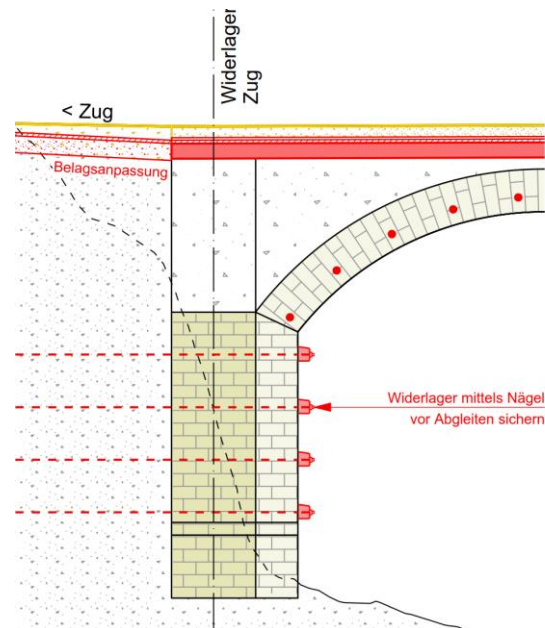 Widerlager
Zug
< Zug
Belagsanpassung
Widerlager mittels Nägel
vor Abgleiten sichern